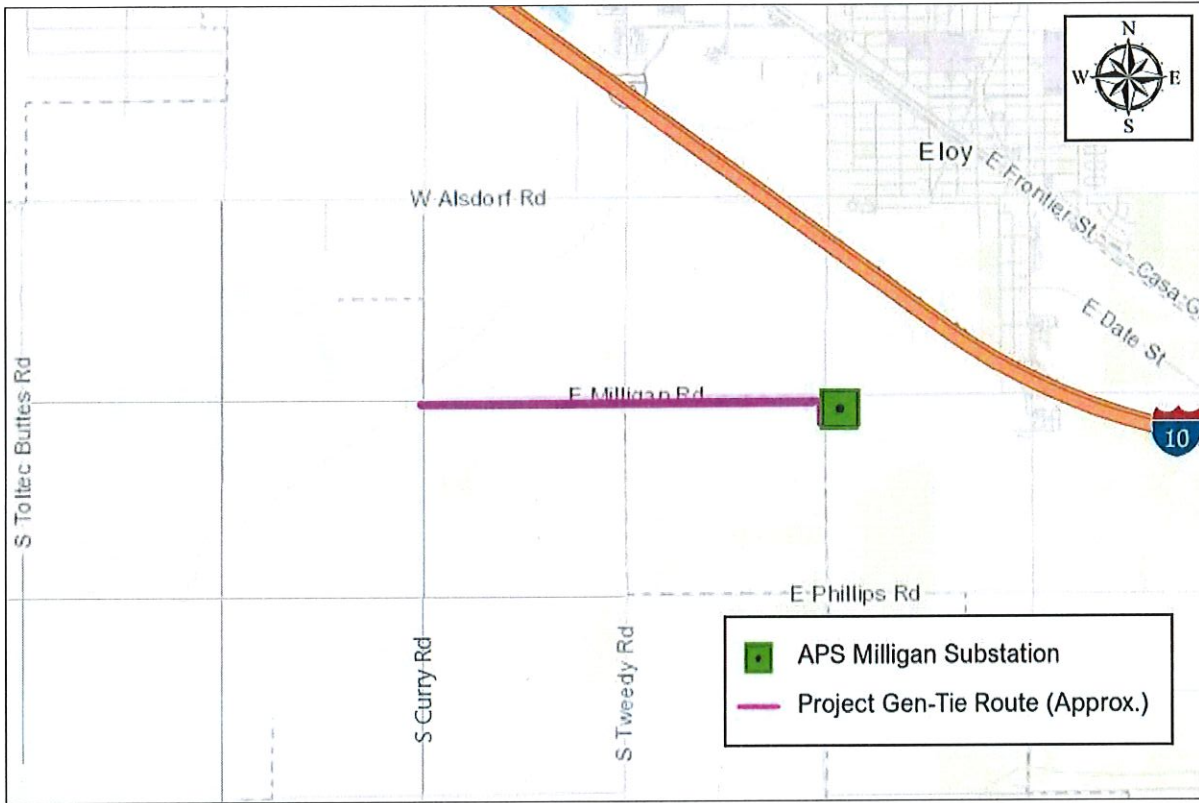 N
W E
S
Eloy
E Frontier St
Casa G
W Alsdorf Rd
E Date St
E Milligan Rd
10
S Toltec Buttes Rd
E Phillips Rd
S Curry Rd
S Tweedy Rd
APS Milligan Substation
Project Gen-Tie Route (Approx.)